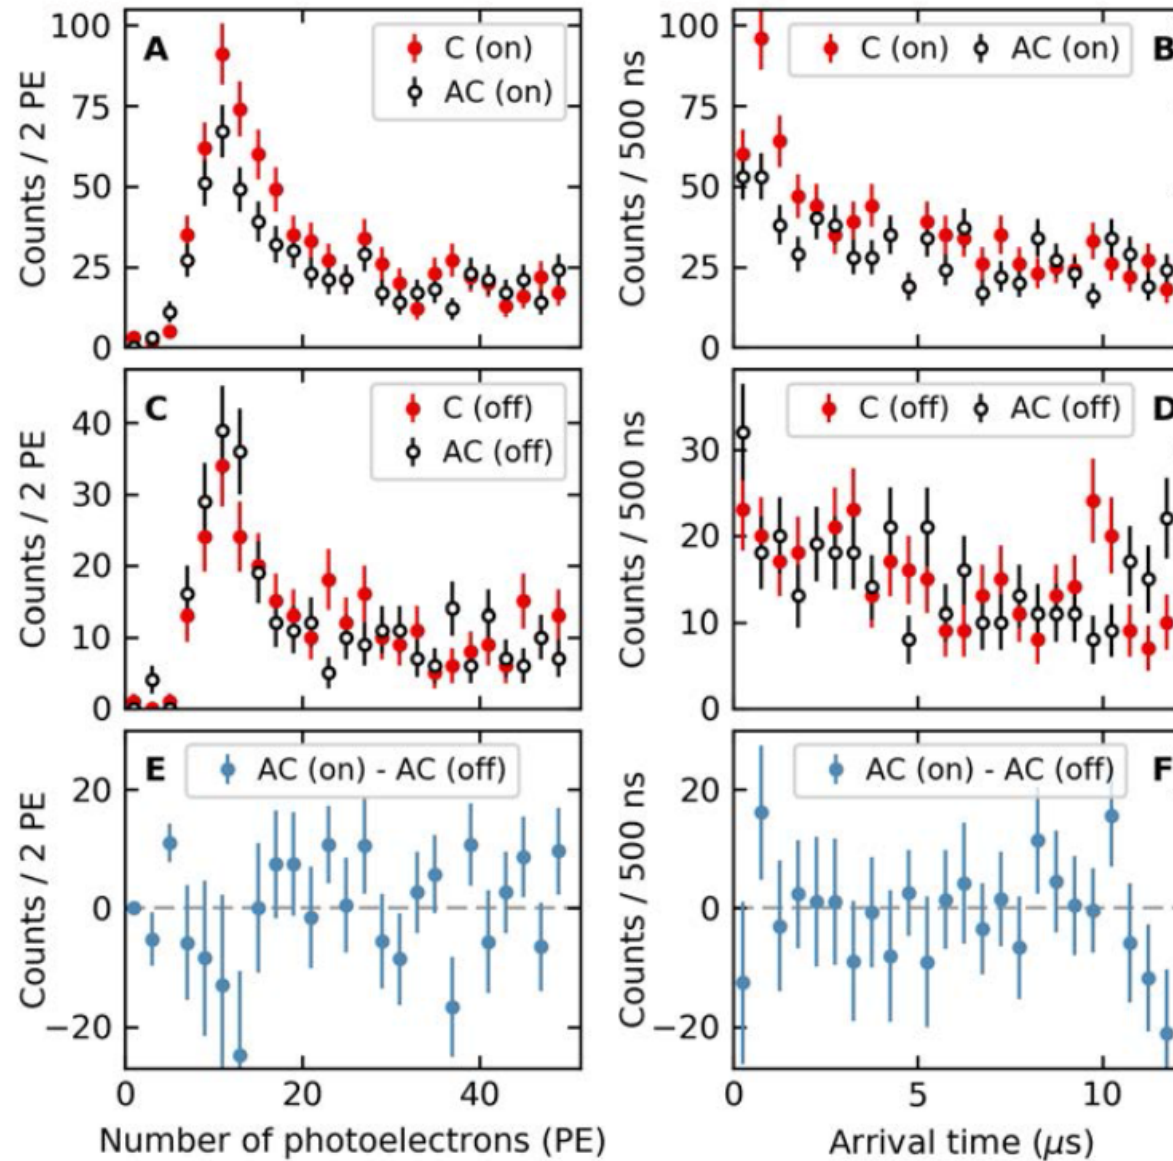 A
C (on)
AC (on)
100
75
50
25
0
Counts / 2 PE
B
C (on) AC (on)
100
75
50
25
0
Counts / 500 ns
C
C (off)
AC (off)
40
30
20
10
0
Counts / 2 PE
D
C (off) AC (off)
30
20
10
0
Counts / 500 ns
E
AC (on) - AC (off)
20
0
−20
Counts / 2 PE
0 20 40
Number of photoelectrons (PE)
F
AC (on) - AC (off)
20
0
−20
Counts / 500 ns
0 5 10
Arrival time (μs)